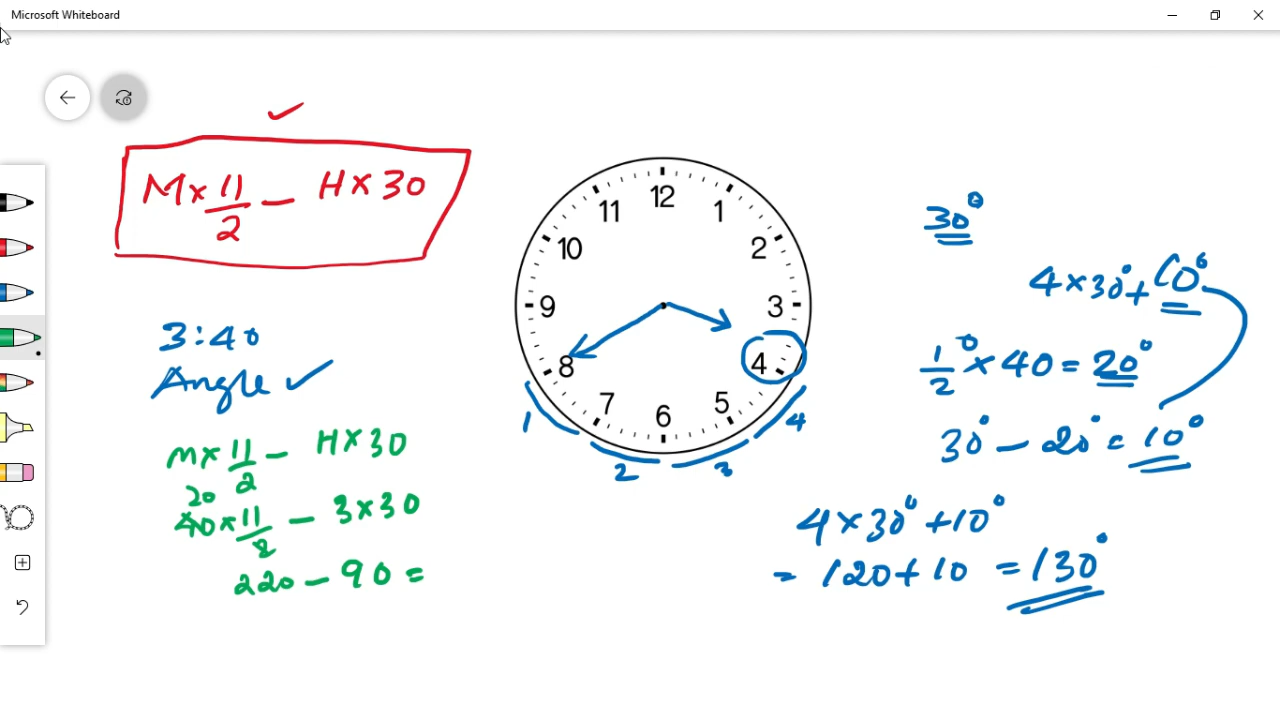 Microsoft Whiteboard
M × 11/2 − H × 30
3:40
Angle ✓
M × 11/2 − H × 30
20
40 × 11/2 − 3 × 30
220 − 90 =
12
1
2
3
4
5
6
7
8
9
10
11
1
2
3
4
30°
4×30°+10°
1/2° × 40 = 20°
30° − 20° = 10°
4 × 30° + 10°
= 120 + 10 = 130°